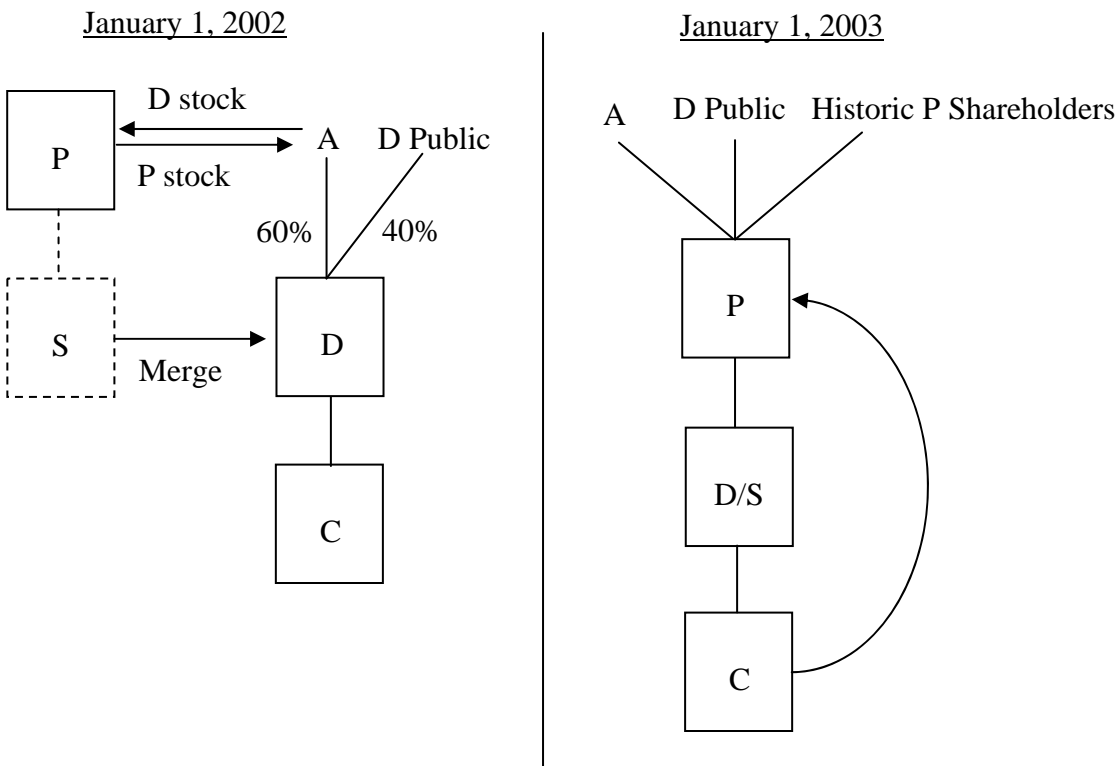 January 1, 2002
D stock
P
P stock
A
D Public
60%
40%
S
Merge
D
C
January 1, 2003
A
D Public
Historic P Shareholders
P
D/S
C